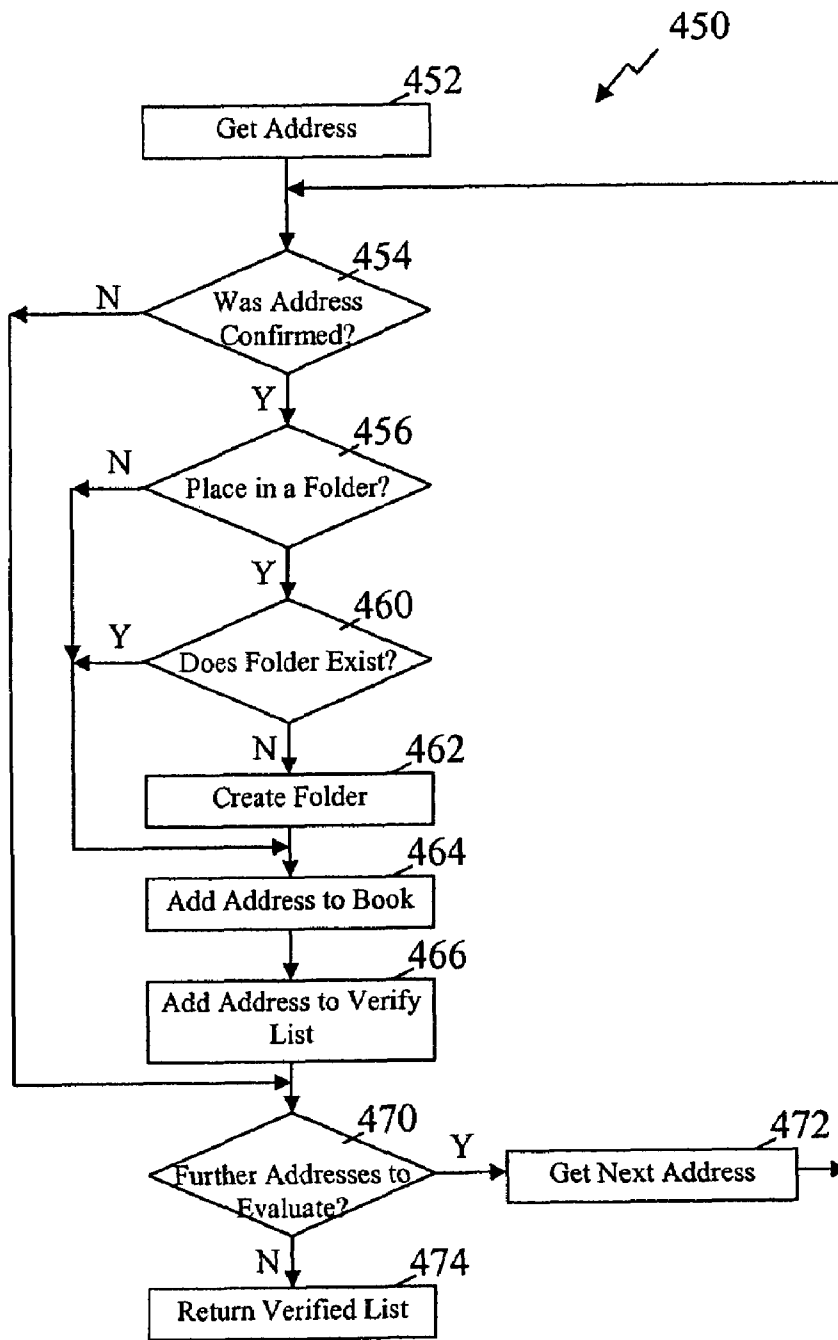 450
452
Get Address
454
N
Was Address
Confirmed?
Y
456
N
Place in a Folder?
Y
460
Y
Does Folder Exist?
N
462
Create Folder
464
Add Address to Book
466
Add Address to Verify
List
470
Y
472
Further Addresses to
Evaluate?
Get Next Address
N
474
Return Verified List